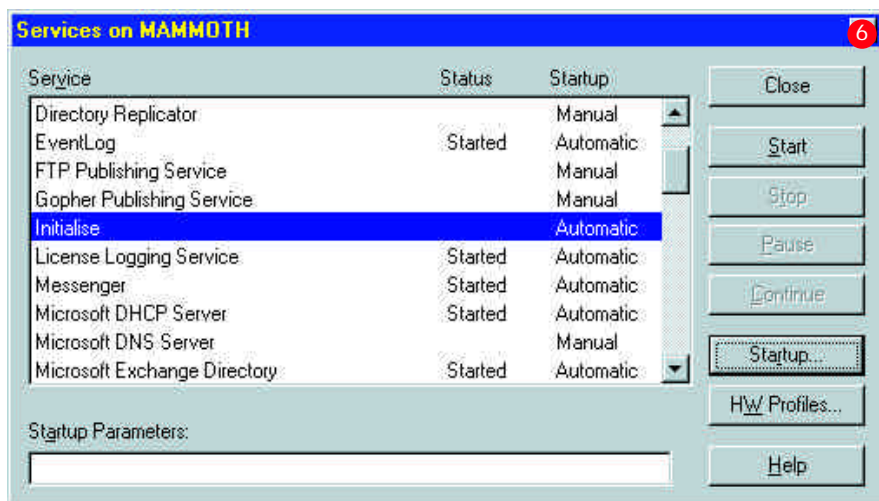 Services on MAMMOTH
6
Service Status Startup
Directory Replicator Manual
EventLog Started Automatic
FTP Publishing Service Manual
Gopher Publishing Service Manual
Initialise Automatic
License Logging Service Started Automatic
Messenger Started Automatic
Microsoft DHCP Server Started Automatic
Microsoft DNS Server Manual
Microsoft Exchange Directory Started Automatic
Startup Parameters:
Close
Start
Stop
Pause
Continue
Startup...
HW Profiles...
Help